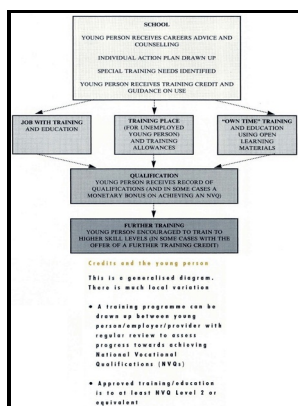 SCHOOL
YOUNG PERSON RECEIVES CAREERS ADVICE AND
COUNSELLING
INDIVIDUAL ACTION PLAN DRAWN UP
SPECIAL TRAINING NEEDS IDENTIFIED
YOUNG PERSON RECEIVES TRAINING CREDIT AND
GUIDANCE ON USE
JOB WITH TRAINING
AND EDUCATION
TRAINING PLACE
(FOR UNEMPLOYED
YOUNG PERSON)
AND TRAINING
ALLOWANCES
"OWN TIME" TRAINING
AND EDUCATION
USING OPEN
LEARNING
MATERIALS
QUALIFICATION
YOUNG PERSON RECEIVES RECORD OF
QUALIFICATIONS (AND IN SOME CASES A
MONETARY BONUS ON ACHIEVING AN NVQ)
FURTHER TRAINING
YOUNG PERSON ENCOURAGED TO TRAIN TO
HIGHER SKILL LEVELS (IN SOME CASES WITH THE
OFFER OF A FURTHER TRAINING CREDIT)
Credits and the young person
This is a generalised diagram.
There is much local variation
• A training programme can be
drawn up between young
person/employer/provider with
regular review to assess
progress towards achieving
National Vocational
Qualifications (NVQs)
• Approved training/education
is to at least NVQ Level 2 or
equivalent